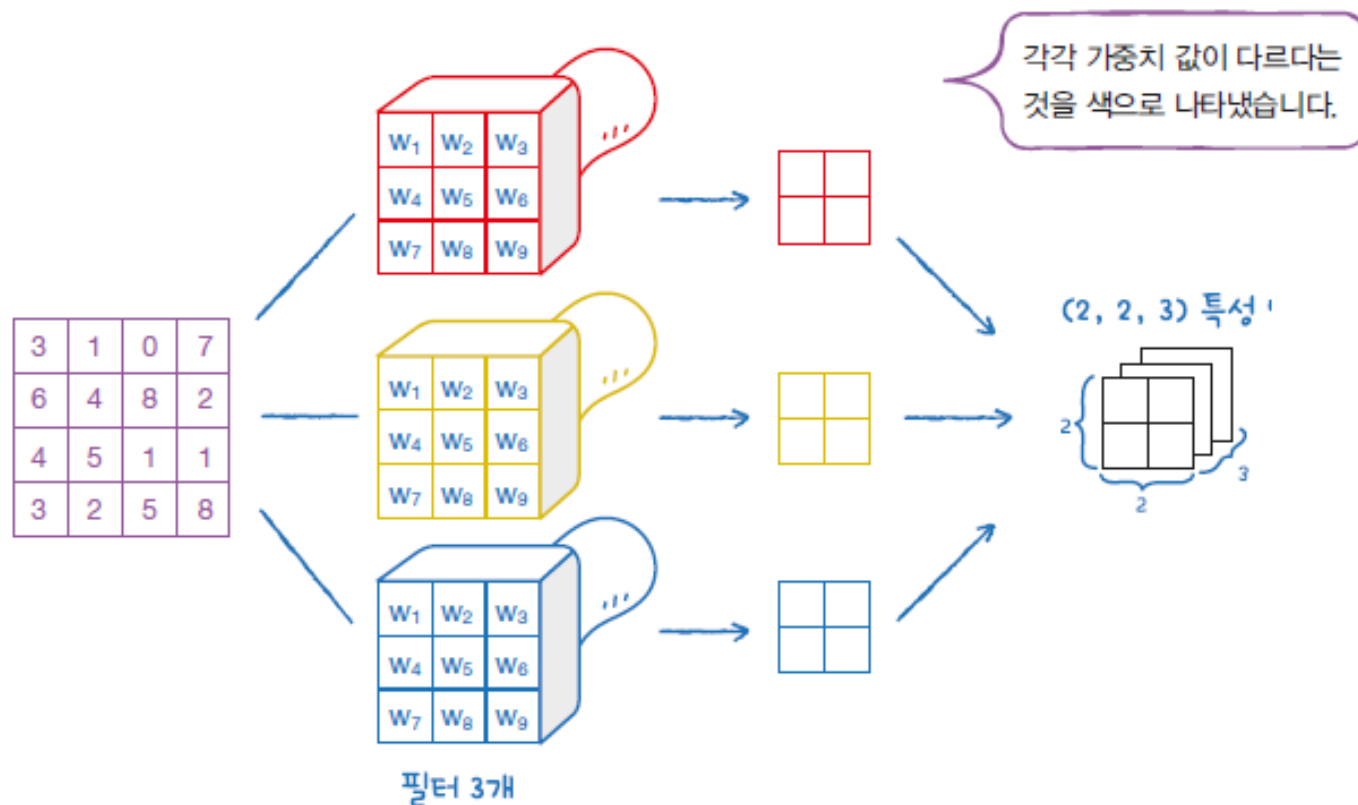 각각 가중치 값이 다르다는
것을 색으로 나타냈습니다.
W₁ W₂ W₃
W₄ W₅ W₆
W₇ W₈ W₉
3 1 0 7
6 4 8 2
4 5 1 1
3 2 5 8
W₁ W₂ W₃
W₄ W₅ W₆
W₇ W₈ W₉
(2, 2, 3) 특성
2
2
3
W₁ W₂ W₃
W₄ W₅ W₆
W₇ W₈ W₉
필터 3개